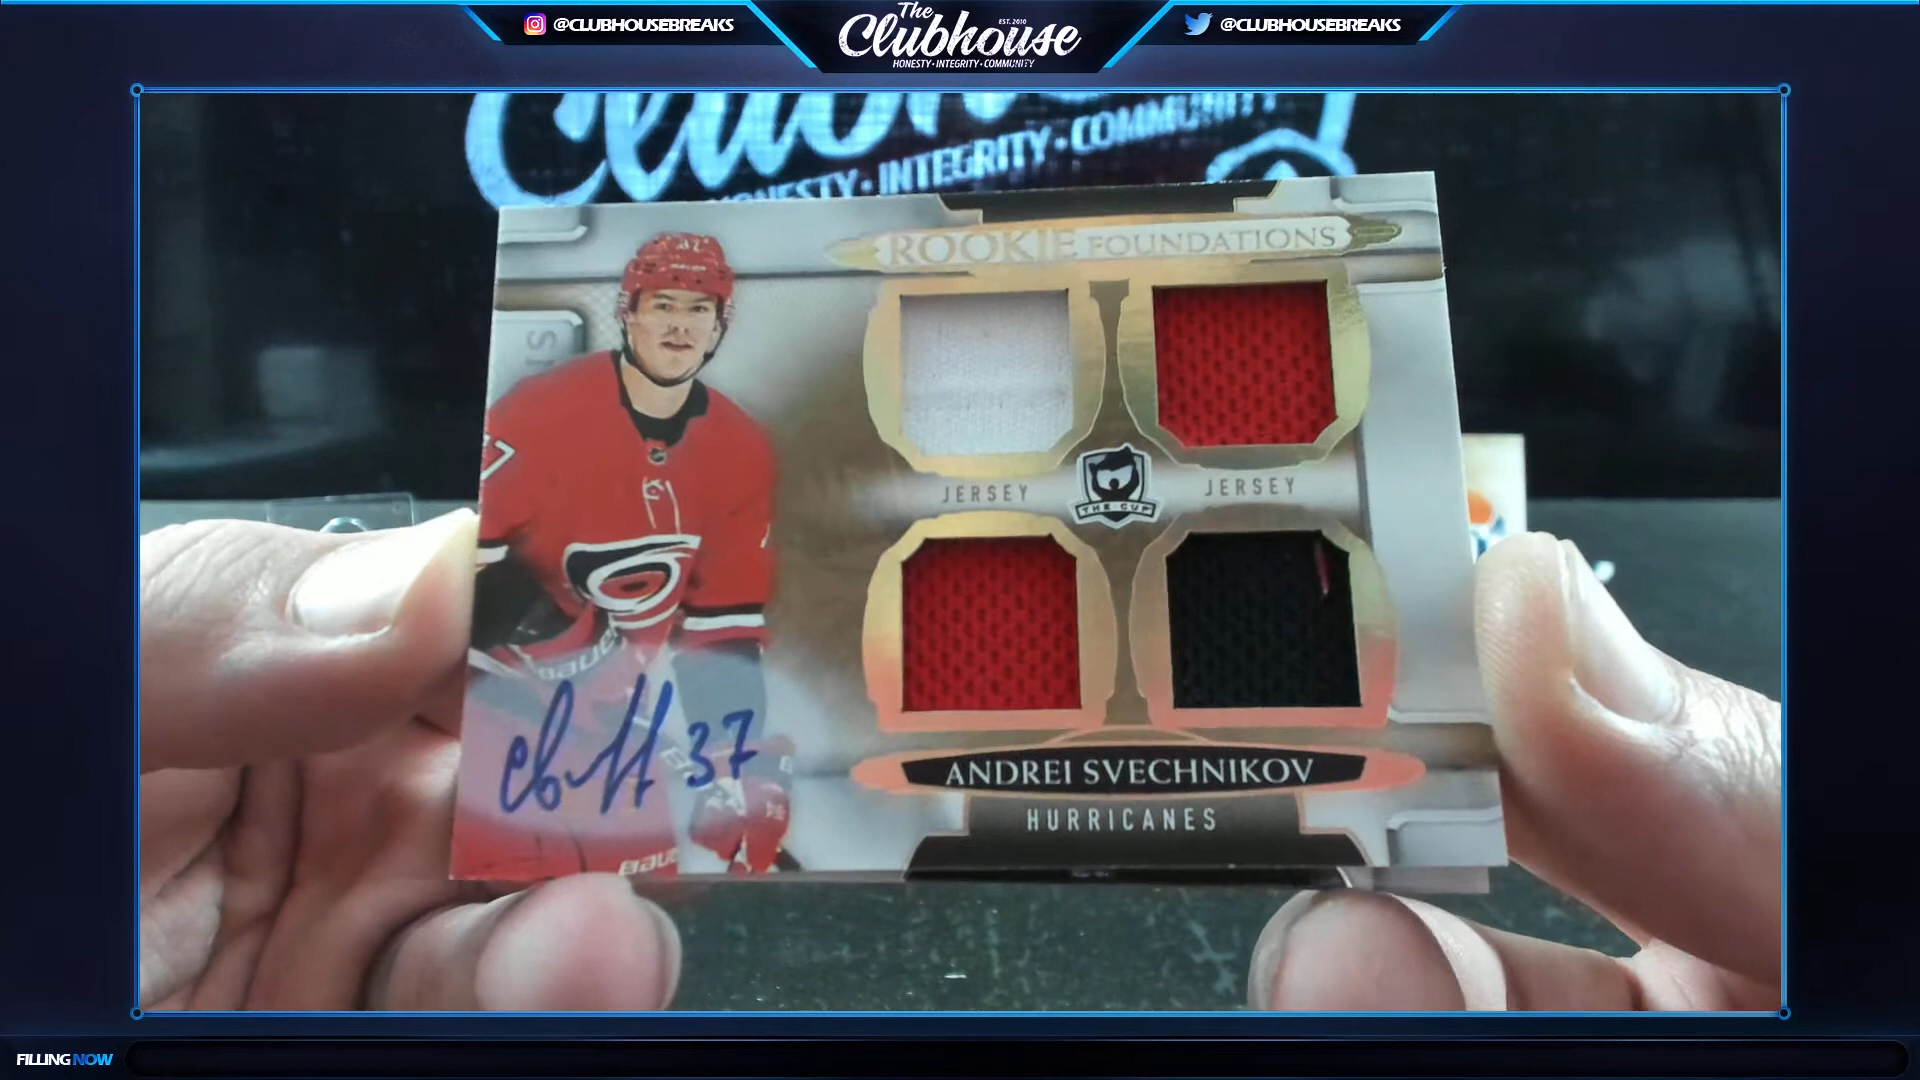 @CLUBHOUSEBREAKS
The
Clubhouse
EST. 2010
HONESTY • INTEGRITY • COMMUNITY
@CLUBHOUSEBREAKS
INTEGRITY • COMMUNITY
ROOKIE FOUNDATIONS
JERSEY
JERSEY
THE CUP
37
ANDREI SVECHNIKOV
HURRICANES
BAUER
FILLING NOW